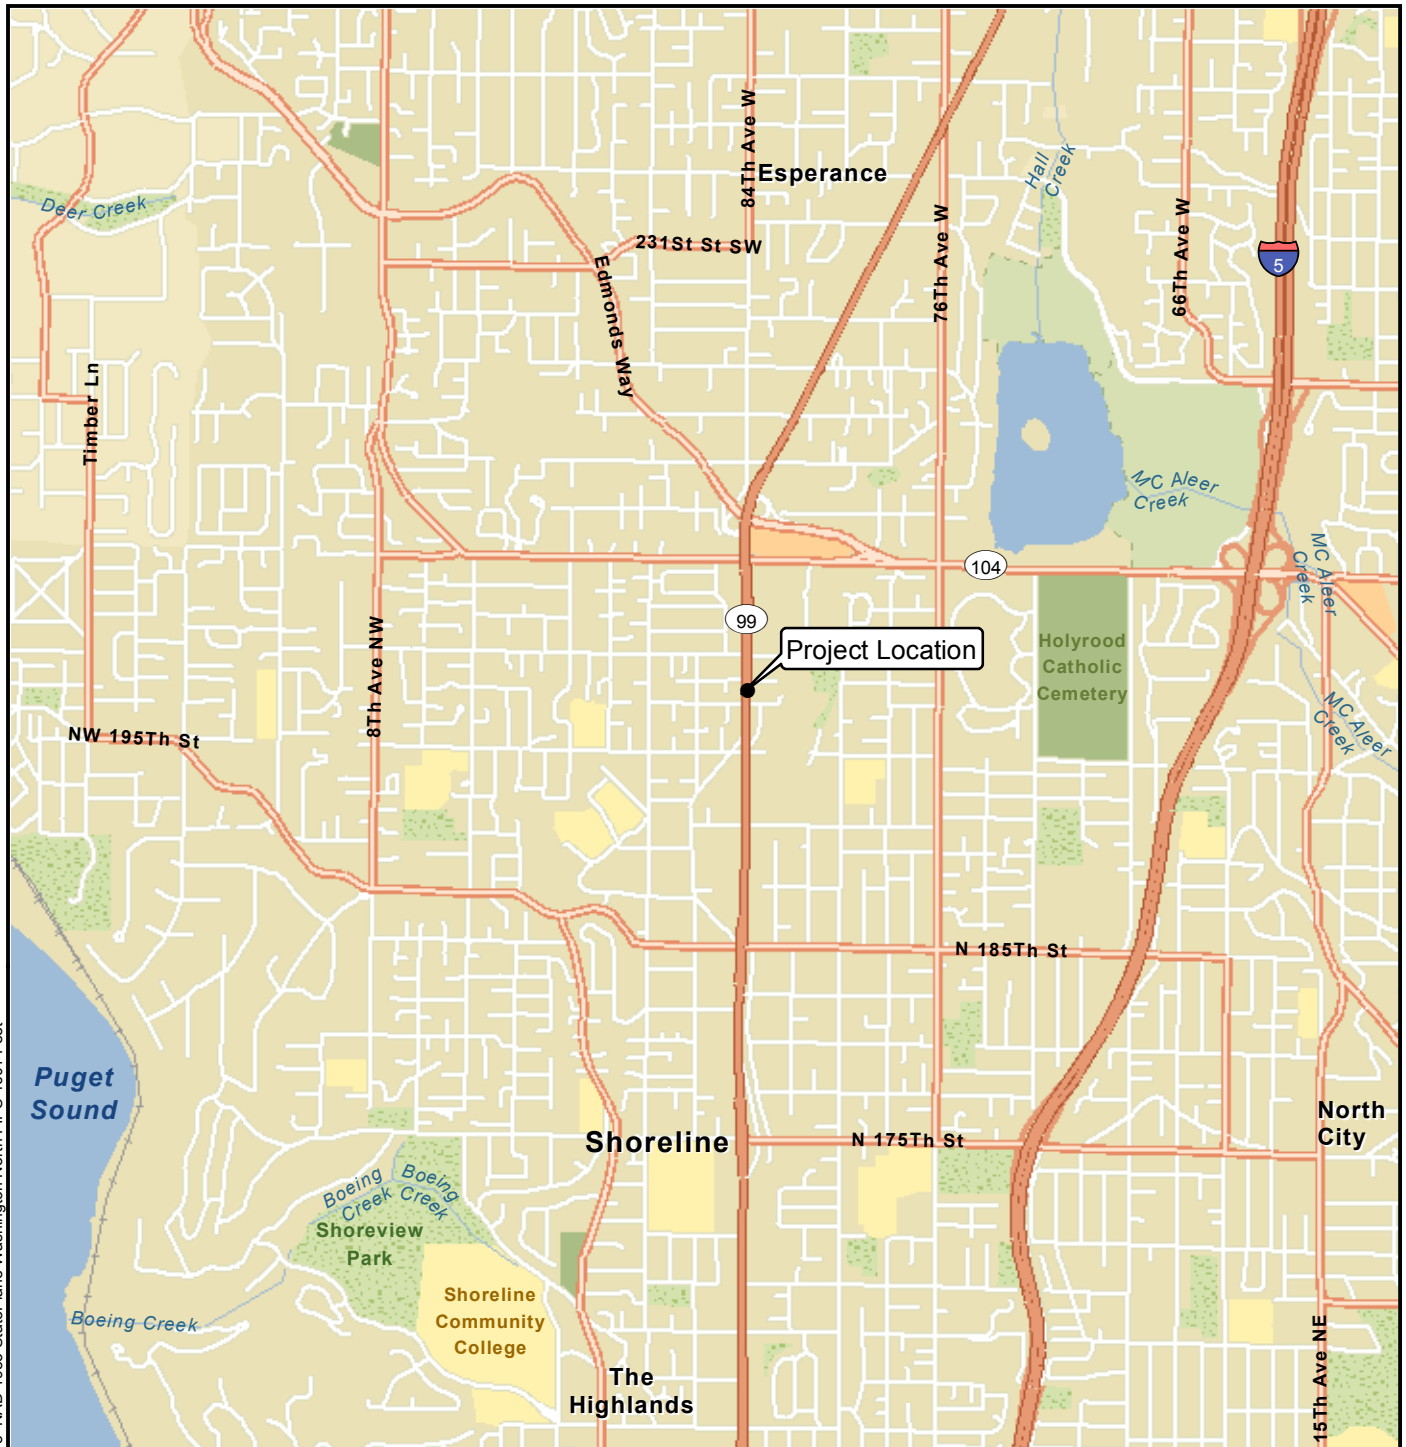 84Th Ave W
Esperance
Hall
Creek
Deer Creek
231St St SW
76Th Ave W
66Th Ave W
5
Edmonds Way
Timber Ln
MC Aleer
Creek
MC Aleer
Creek
104
99
Project Location
8Th Ave NW
Holyrood
Catholic
Cemetery
MC Aleer
Creek
NW 195Th St
N 185Th St
Puget
Sound
North
City
Shoreline
N 175Th St
Boeing
Creek
Boeing
Creek
Shoreview
Park
Shoreline
Community
College
Boeing Creek
15Th Ave NE
The
Highlands